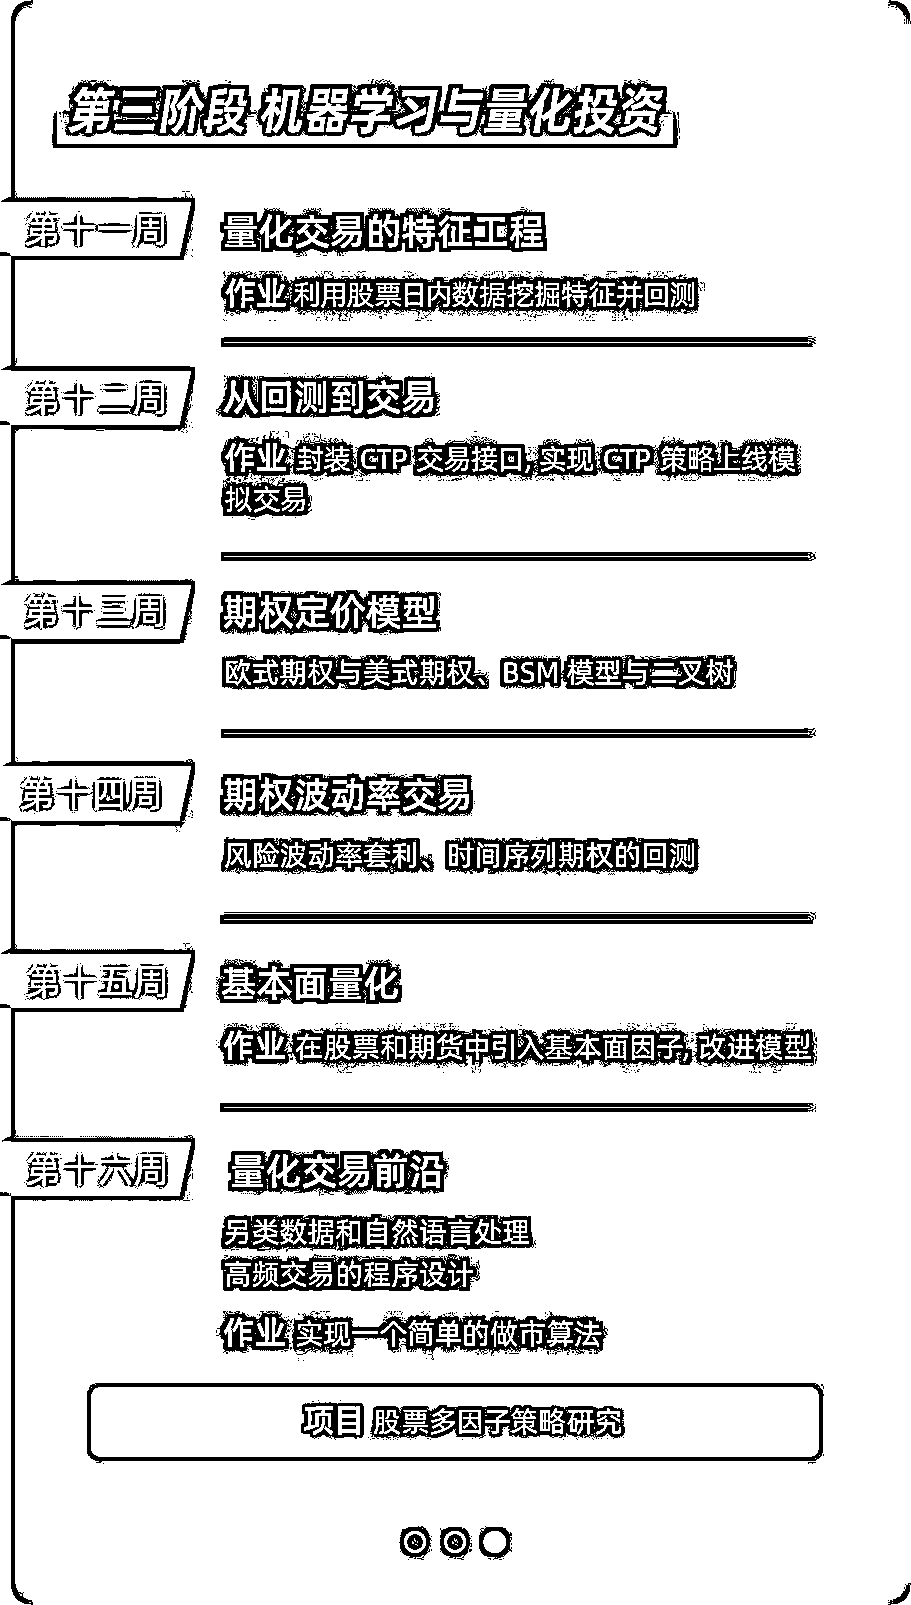 第三阶段 机器学习与量化投资
第十一周
量化交易的特征工程
作业 利用股票日内数据挖掘特征并回测
第十二周
从回测到交易
作业 封装 CTP 交易接口, 实现 CTP 策略上线模
拟交易
第十三周
期权定价模型
欧式期权与美式期权、BSM 模型与二叉树
第十四周
期权波动率交易
风险波动率套利、时间序列期权的回测
第十五周
基本面量化
作业 在股票和期货中引入基本面因子, 改进模型
第十六周
量化交易前沿
另类数据和自然语言处理
高频交易的程序设计
作业 实现一个简单的做市算法
项目 股票多因子策略研究